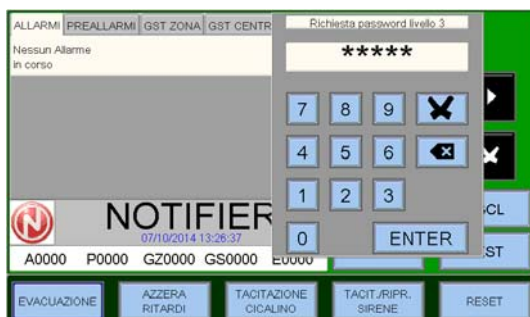 ALLARMI PREALLARMI GST ZONA GST CENTR
Nessun Allarme
in corso
Richiesta password livello 3
*****
7 8 9
4 5 6
1 2 3
0 ENTER
N NOTIFIER
07/10/2014 13:26:37
A0000 P0000 GZ0000 GS0000 E0000
CL
ST
EVACUAZIONE
AZZERA
RITARDI
TACITAZIONE
CICALINO
TACIT./RIPR.
SIRENE
RESET